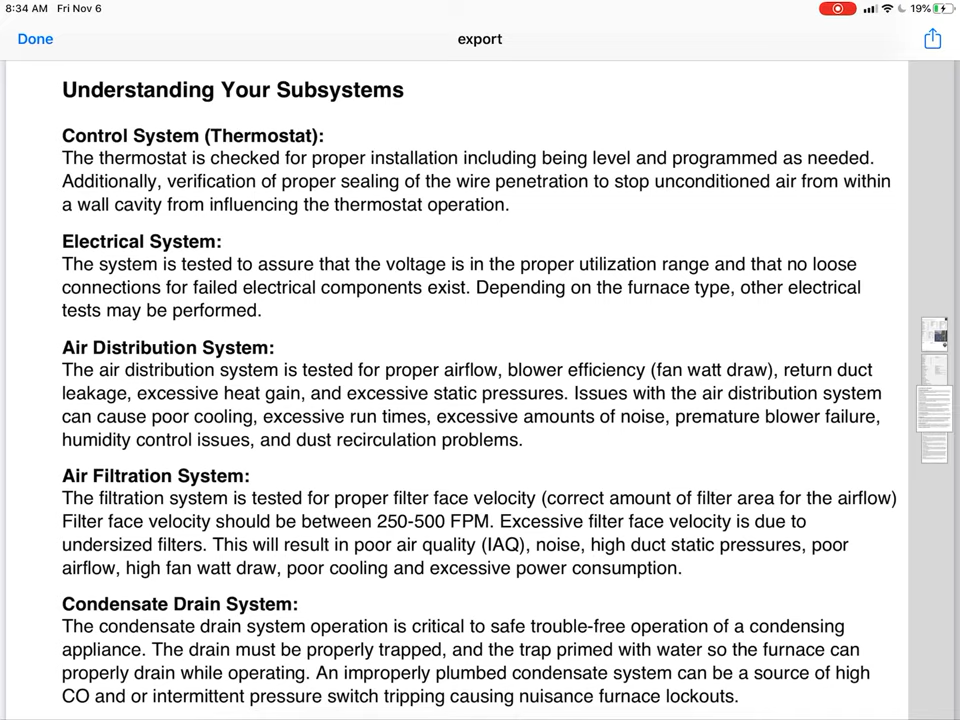 8:34 AM Fri Nov 6
19%
Done
export
Understanding Your Subsystems
Control System (Thermostat):
The thermostat is checked for proper installation including being level and programmed as needed.
Additionally, verification of proper sealing of the wire penetration to stop unconditioned air from within
a wall cavity from influencing the thermostat operation.
Electrical System:
The system is tested to assure that the voltage is in the proper utilization range and that no loose
connections for failed electrical components exist. Depending on the furnace type, other electrical
tests may be performed.
Air Distribution System:
The air distribution system is tested for proper airflow, blower efficiency (fan watt draw), return duct
leakage, excessive heat gain, and excessive static pressures. Issues with the air distribution system
can cause poor cooling, excessive run times, excessive amounts of noise, premature blower failure,
humidity control issues, and dust recirculation problems.
Air Filtration System:
The filtration system is tested for proper filter face velocity (correct amount of filter area for the airflow)
Filter face velocity should be between 250-500 FPM. Excessive filter face velocity is due to
undersized filters. This will result in poor air quality (IAQ), noise, high duct static pressures, poor
airflow, high fan watt draw, poor cooling and excessive power consumption.
Condensate Drain System:
The condensate drain system operation is critical to safe trouble-free operation of a condensing
appliance. The drain must be properly trapped, and the trap primed with water so the furnace can
properly drain while operating. An improperly plumbed condensate system can be a source of high
CO and or intermittent pressure switch tripping causing nuisance furnace lockouts.